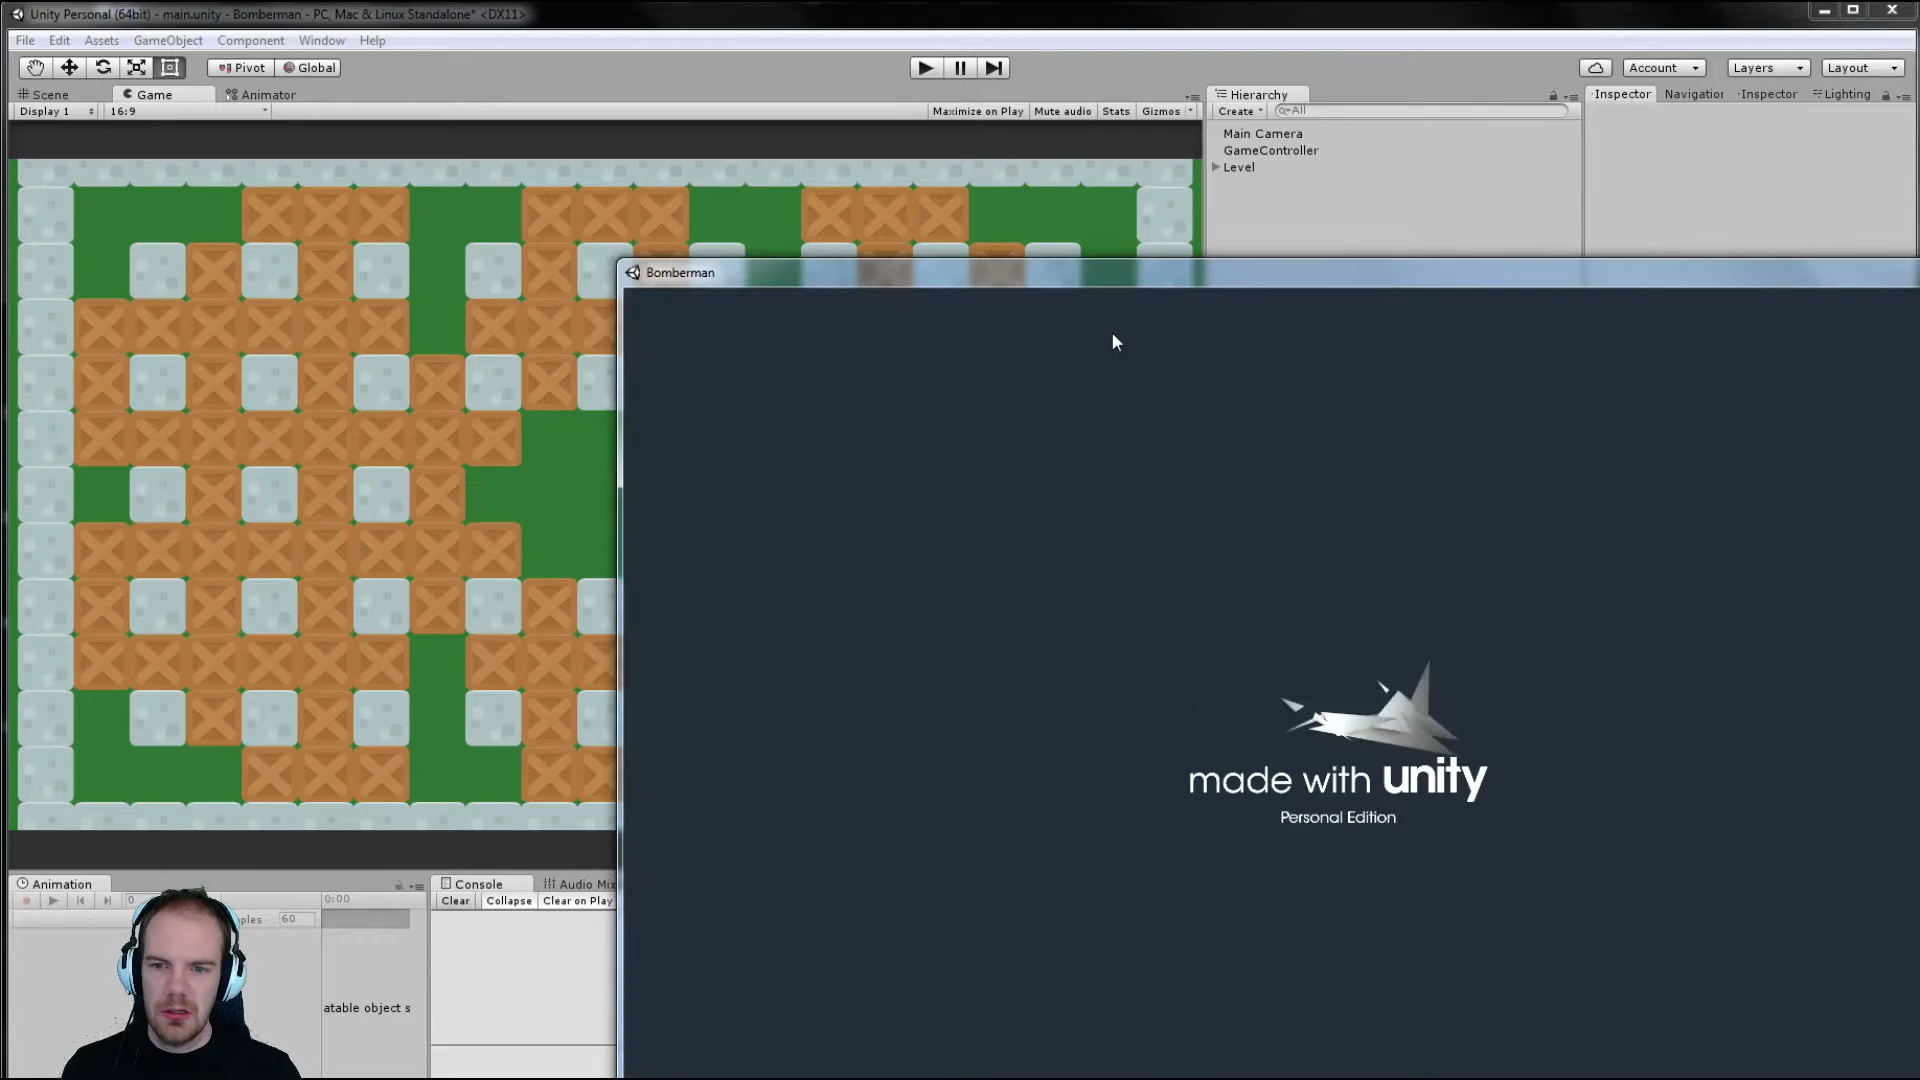 Unity Personal (64bit) - main.unity - Bomberman - PC, Mac & Linux Standalone* <DX11>
File Edit Assets GameObject Component Window Help
Pivot Global Account Layers Layout
Scene Game Animator Hierarchy Inspector Navigation Inspector Lighting
Display 1 16:9 Maximize on Play Mute audio Stats Gizmos Create All
Main Camera
GameController
Level
Bomberman
made with unity
Personal Edition
Animation Console Audio Mix
0 0:00 Clear Collapse Clear on Play
60
atable object s